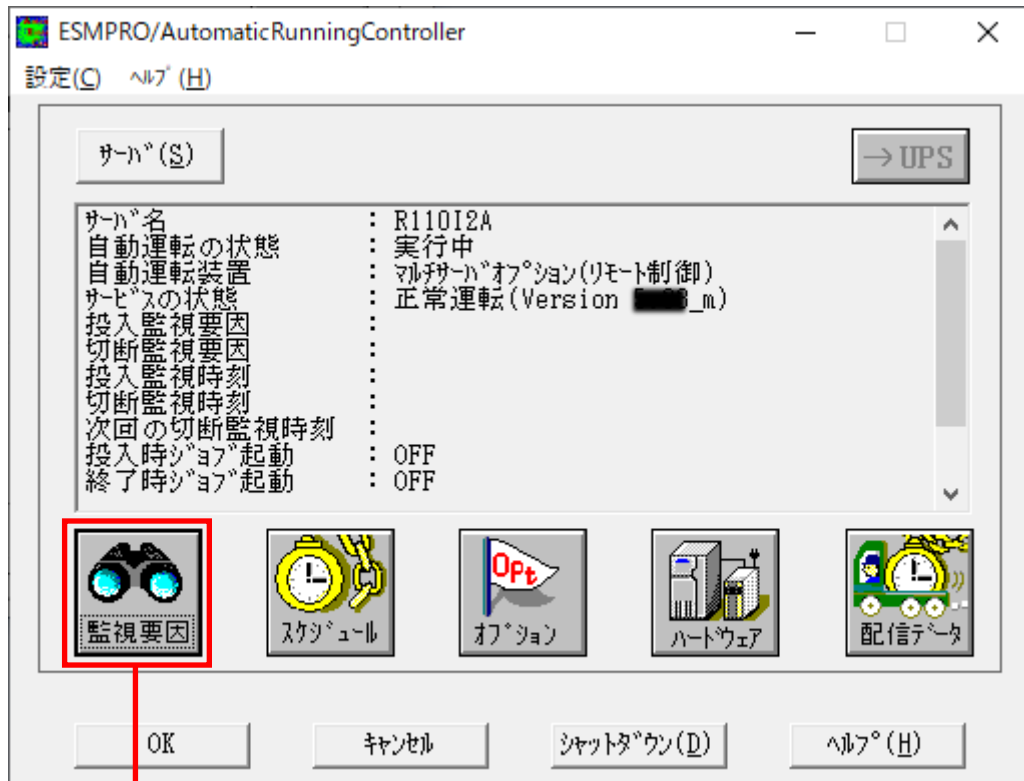 ESMPRO/AutomaticRunningController
設定(C) ﾍﾙﾌﾟ(H)
ｻｰﾊﾞ(S)
→UPS
ｻｰﾊﾞ名 : R110I2A
自動運転の状態 : 実行中
自動運転装置 : ﾏﾙﾁｻｰﾊﾞｵﾌﾟｼｮﾝ(ﾘﾓｰﾄ制御)
ｻｰﾋﾞｽの状態 : 正常運転(Version _m)
投入監視要因 :
切断監視要因 :
投入監視時刻 :
切断監視時刻 :
次回の切断監視時刻 :
投入時ｼﾞｮﾌﾞ起動 : OFF
終了時ｼﾞｮﾌﾞ起動 : OFF
OPt
監視要因
ｽｹｼﾞｭｰﾙ
ｵﾌﾟｼｮﾝ
ﾊｰﾄﾞｳｪｱ
配信ﾃﾞｰﾀ
OK
ｷｬﾝｾﾙ
ｼｬｯﾄﾀﾞｳﾝ(D)
ﾍﾙﾌﾟ(H)